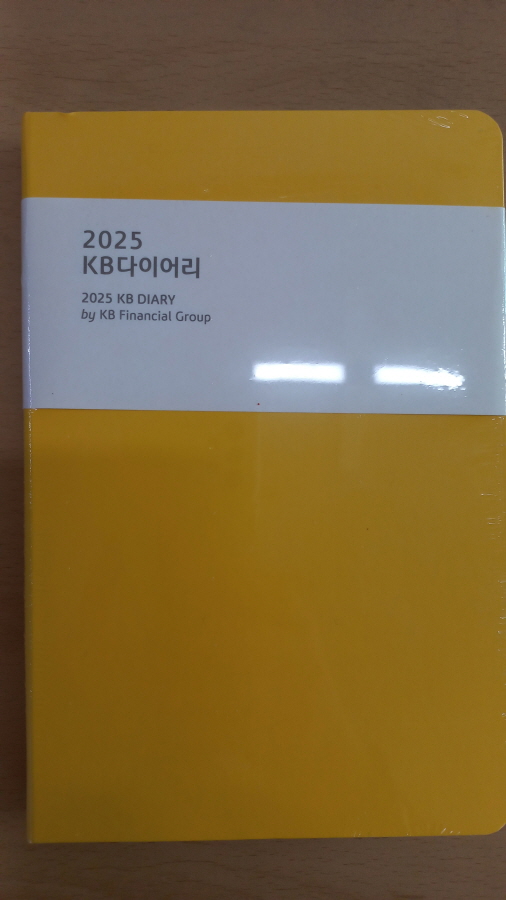 2025
KB다이어리
2025 KB DIARY
by KB Financial Group